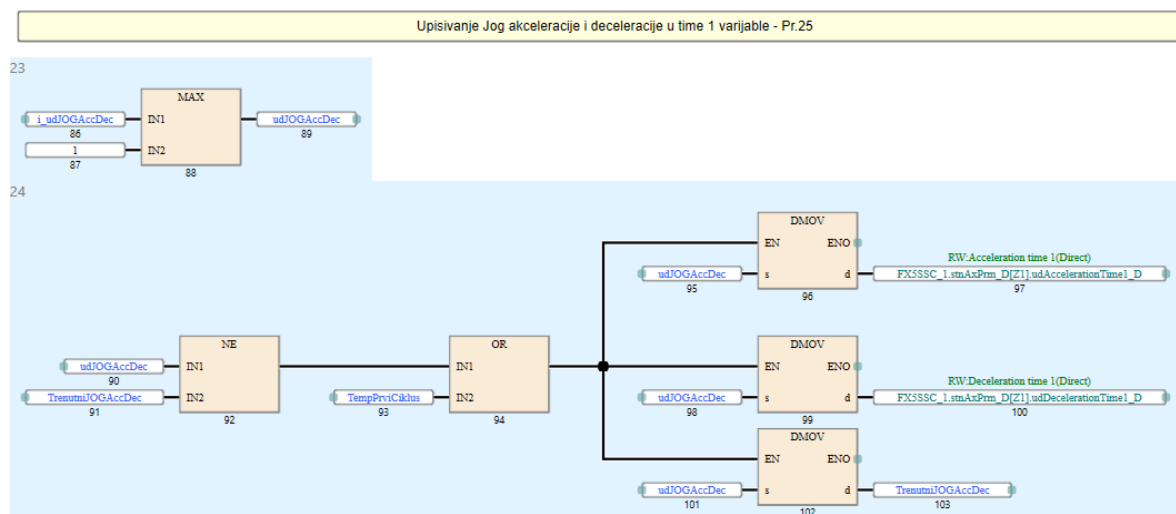 Upisivanje Jog akceleracije i deceleracije u time 1 varijable - Pr.25
23
MAX
i_udJOGAccDec IN1 udJOGAccDec
86 89
1 IN2
87 88
24
DMOV
EN ENO
RW:Acceleration time 1(Direct)
udJOGAccDec s d FX5SSC_1.stnAxPrm_D[Z1].udAccelerationTime1_D
95 96 97
NE OR DMOV
udJOGAccDec IN1 IN1 EN ENO
90 RW:Deceleration time 1(Direct)
TrenutniJOGAccDec IN2 TempPrviCiklus IN2 udJOGAccDec s d FX5SSC_1.stnAxPrm_D[Z1].udDecelerationTime1_D
91 92 93 94 98 99 100
DMOV
EN ENO
udJOGAccDec s d TrenutniJOGAccDec
101 102 103